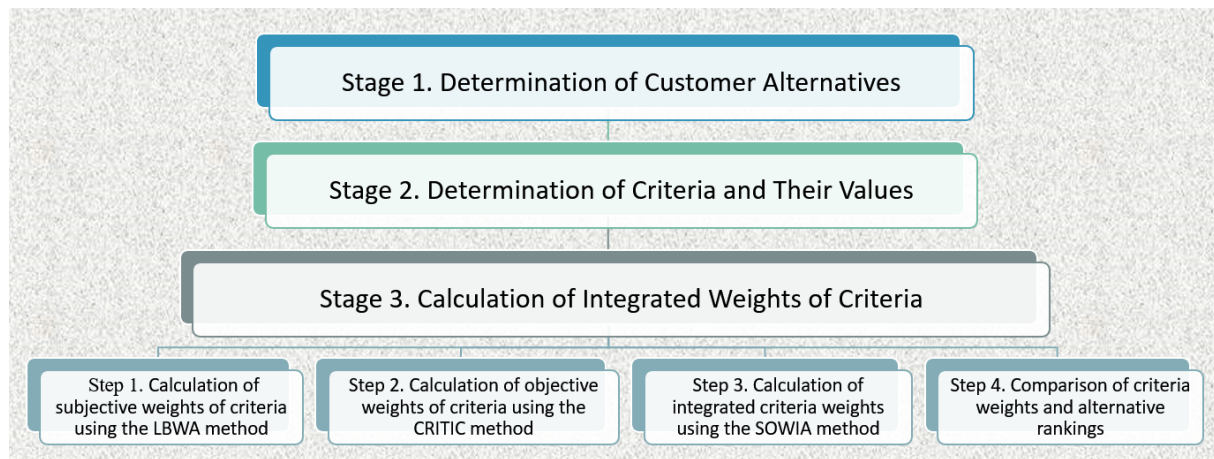 Stage 1. Determination of Customer Alternatives
Stage 2. Determination of Criteria and Their Values
Stage 3. Calculation of Integrated Weights of Criteria
Step 1. Calculation of
subjective weights of criteria
using the LBWA method
Step 2. Calculation of objective
weights of criteria using the
CRITIC method
Step 3. Calculation of
integrated criteria weights
using the SOWIA method
Step 4. Comparison of criteria
weights and alternative
rankings